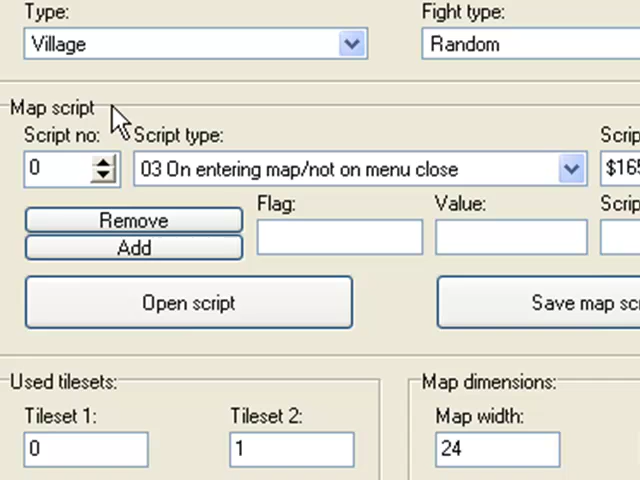 Type: Fight type:
Village Random
Map script
Script no: Script type:
0 03 On entering map/not on menu close
Remove Flag: Value:
Add
Open script Save map
Used tilesets: Map dimensions:
Tileset 1: Tileset 2: Map width:
0 1 24